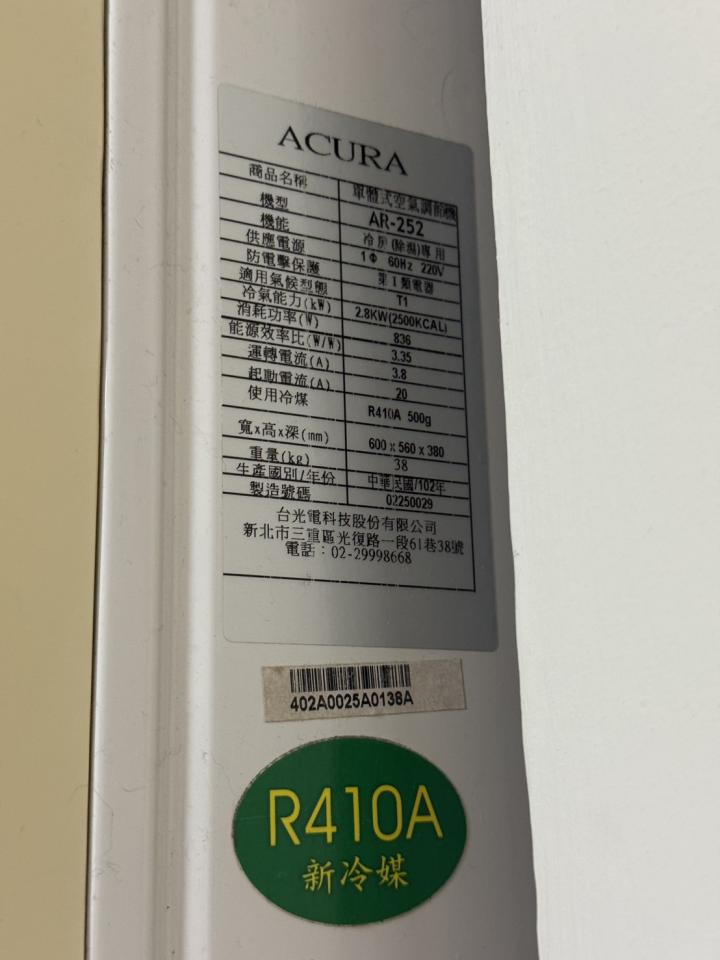 ACURA
商品名稱 單體式空氣調節機
機型 AR-252
機能 冷房(除濕)專用
供應電源 1Φ 60Hz 220V
防電擊保護 第I類電器
適用氣候型態 T1
冷氣能力(kW) 2.8KW(2500KCAL)
消耗功率(W) 836
能源效率比(W/W) 3.35
運轉電流(A) 3.8
起動電流(A) 20
使用冷煤 R410A 500g
寬x高x深(mm) 600 x 560 x 380
重量(kg) 38
生產國別/年份 中華民國/102年
製造號碼 02250029
台光電科技股份有限公司
新北市三重區光復路一段61巷38號
電話：02-29998668
402A0025A0138A
R410A
新冷媒